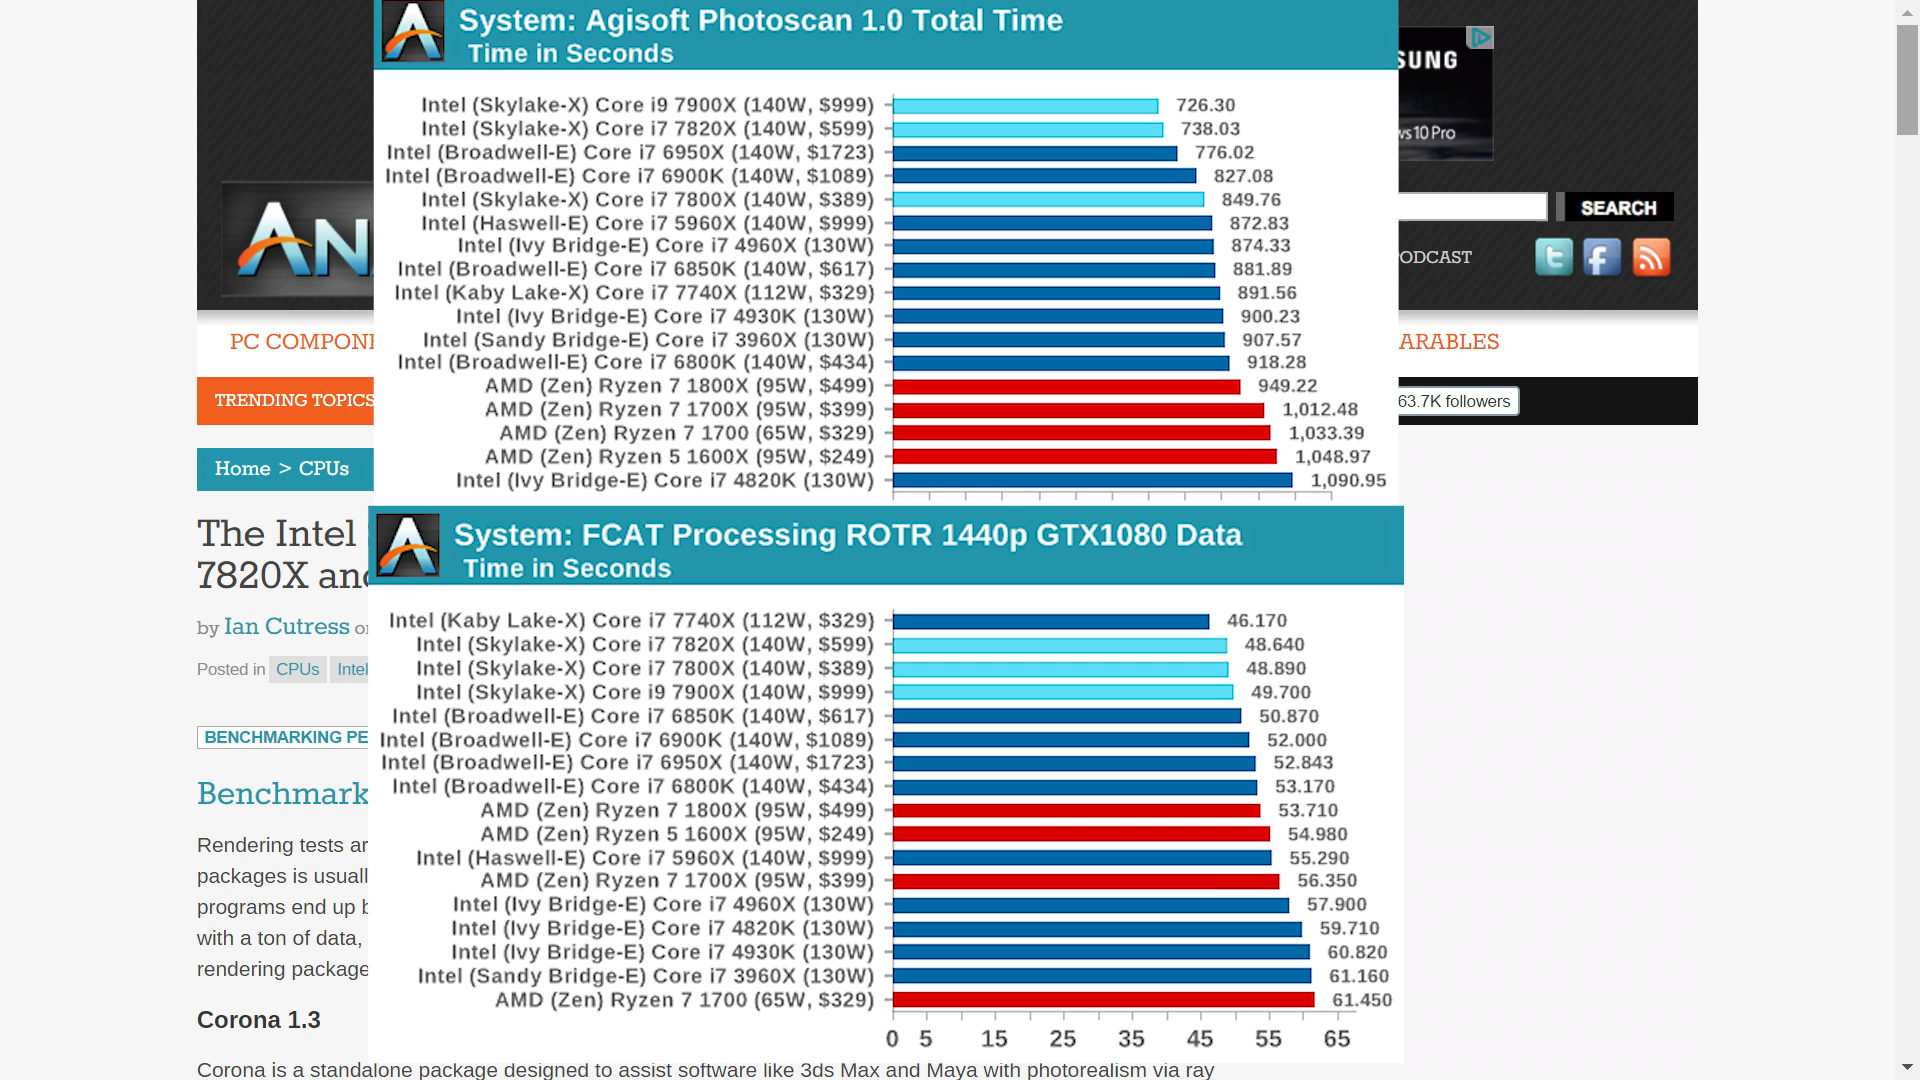 System: Agisoft Photoscan 1.0 Total Time
Time in Seconds
Intel (Skylake-X) Core i9 7900X (140W, $999) 726.30
Intel (Skylake-X) Core i7 7820X (140W, $599) 738.03
Intel (Broadwell-E) Core i7 6950X (140W, $1723) 776.02
Intel (Broadwell-E) Core i7 6900K (140W, $1089) 827.08
Intel (Skylake-X) Core i7 7800X (140W, $389) 849.76
Intel (Haswell-E) Core i7 5960X (140W, $999) 872.83
Intel (Ivy Bridge-E) Core i7 4960X (130W) 874.33
Intel (Broadwell-E) Core i7 6850K (140W, $617) 881.89
Intel (Kaby Lake-X) Core i7 7740X (112W, $329) 891.56
Intel (Ivy Bridge-E) Core i7 4930K (130W) 900.23
Intel (Sandy Bridge-E) Core i7 3960X (130W) 907.57
Intel (Broadwell-E) Core i7 6800K (140W, $434) 918.28
AMD (Zen) Ryzen 7 1800X (95W, $499) 949.22
AMD (Zen) Ryzen 7 1700X (95W, $399) 1,012.48
AMD (Zen) Ryzen 7 1700 (65W, $329) 1,033.39
AMD (Zen) Ryzen 5 1600X (95W, $249) 1,048.97
Intel (Ivy Bridge-E) Core i7 4820K (130W) 1,090.95
System: FCAT Processing ROTR 1440p GTX1080 Data
Time in Seconds
Intel (Kaby Lake-X) Core i7 7740X (112W, $329) 46.170
Intel (Skylake-X) Core i7 7820X (140W, $599) 48.640
Intel (Skylake-X) Core i7 7800X (140W, $389) 48.890
Intel (Skylake-X) Core i9 7900X (140W, $999) 49.700
Intel (Broadwell-E) Core i7 6850K (140W, $617) 50.870
Intel (Broadwell-E) Core i7 6900K (140W, $1089) 52.000
Intel (Broadwell-E) Core i7 6950X (140W, $1723) 52.843
Intel (Broadwell-E) Core i7 6800K (140W, $434) 53.170
AMD (Zen) Ryzen 7 1800X (95W, $499) 53.710
AMD (Zen) Ryzen 5 1600X (95W, $249) 54.980
Intel (Haswell-E) Core i7 5960X (140W, $999) 55.290
AMD (Zen) Ryzen 7 1700X (95W, $399) 56.350
Intel (Ivy Bridge-E) Core i7 4960X (130W) 57.900
Intel (Ivy Bridge-E) Core i7 4820K (130W) 59.710
Intel (Ivy Bridge-E) Core i7 4930K (130W) 60.820
Intel (Sandy Bridge-E) Core i7 3960X (130W) 61.160
AMD (Zen) Ryzen 7 1700 (65W, $329) 61.450
0 5 15 25 35 45 55 65
SUNG
ws10 Pro
AN
SEARCH
PODCAST
PC COMPON
ARABLES
TRENDING TOPICS
63.7K followers
Home > CPUs
The Intel
7820X and
by Ian Cutress o
Posted in CPUs Intel
BENCHMARKING PE
Benchmark
Rendering tests ar
packages is usuall
programs end up b
with a ton of data,
rendering package
Corona 1.3
Corona is a standalone package designed to assist software like 3ds Max and Maya with photorealism via ray